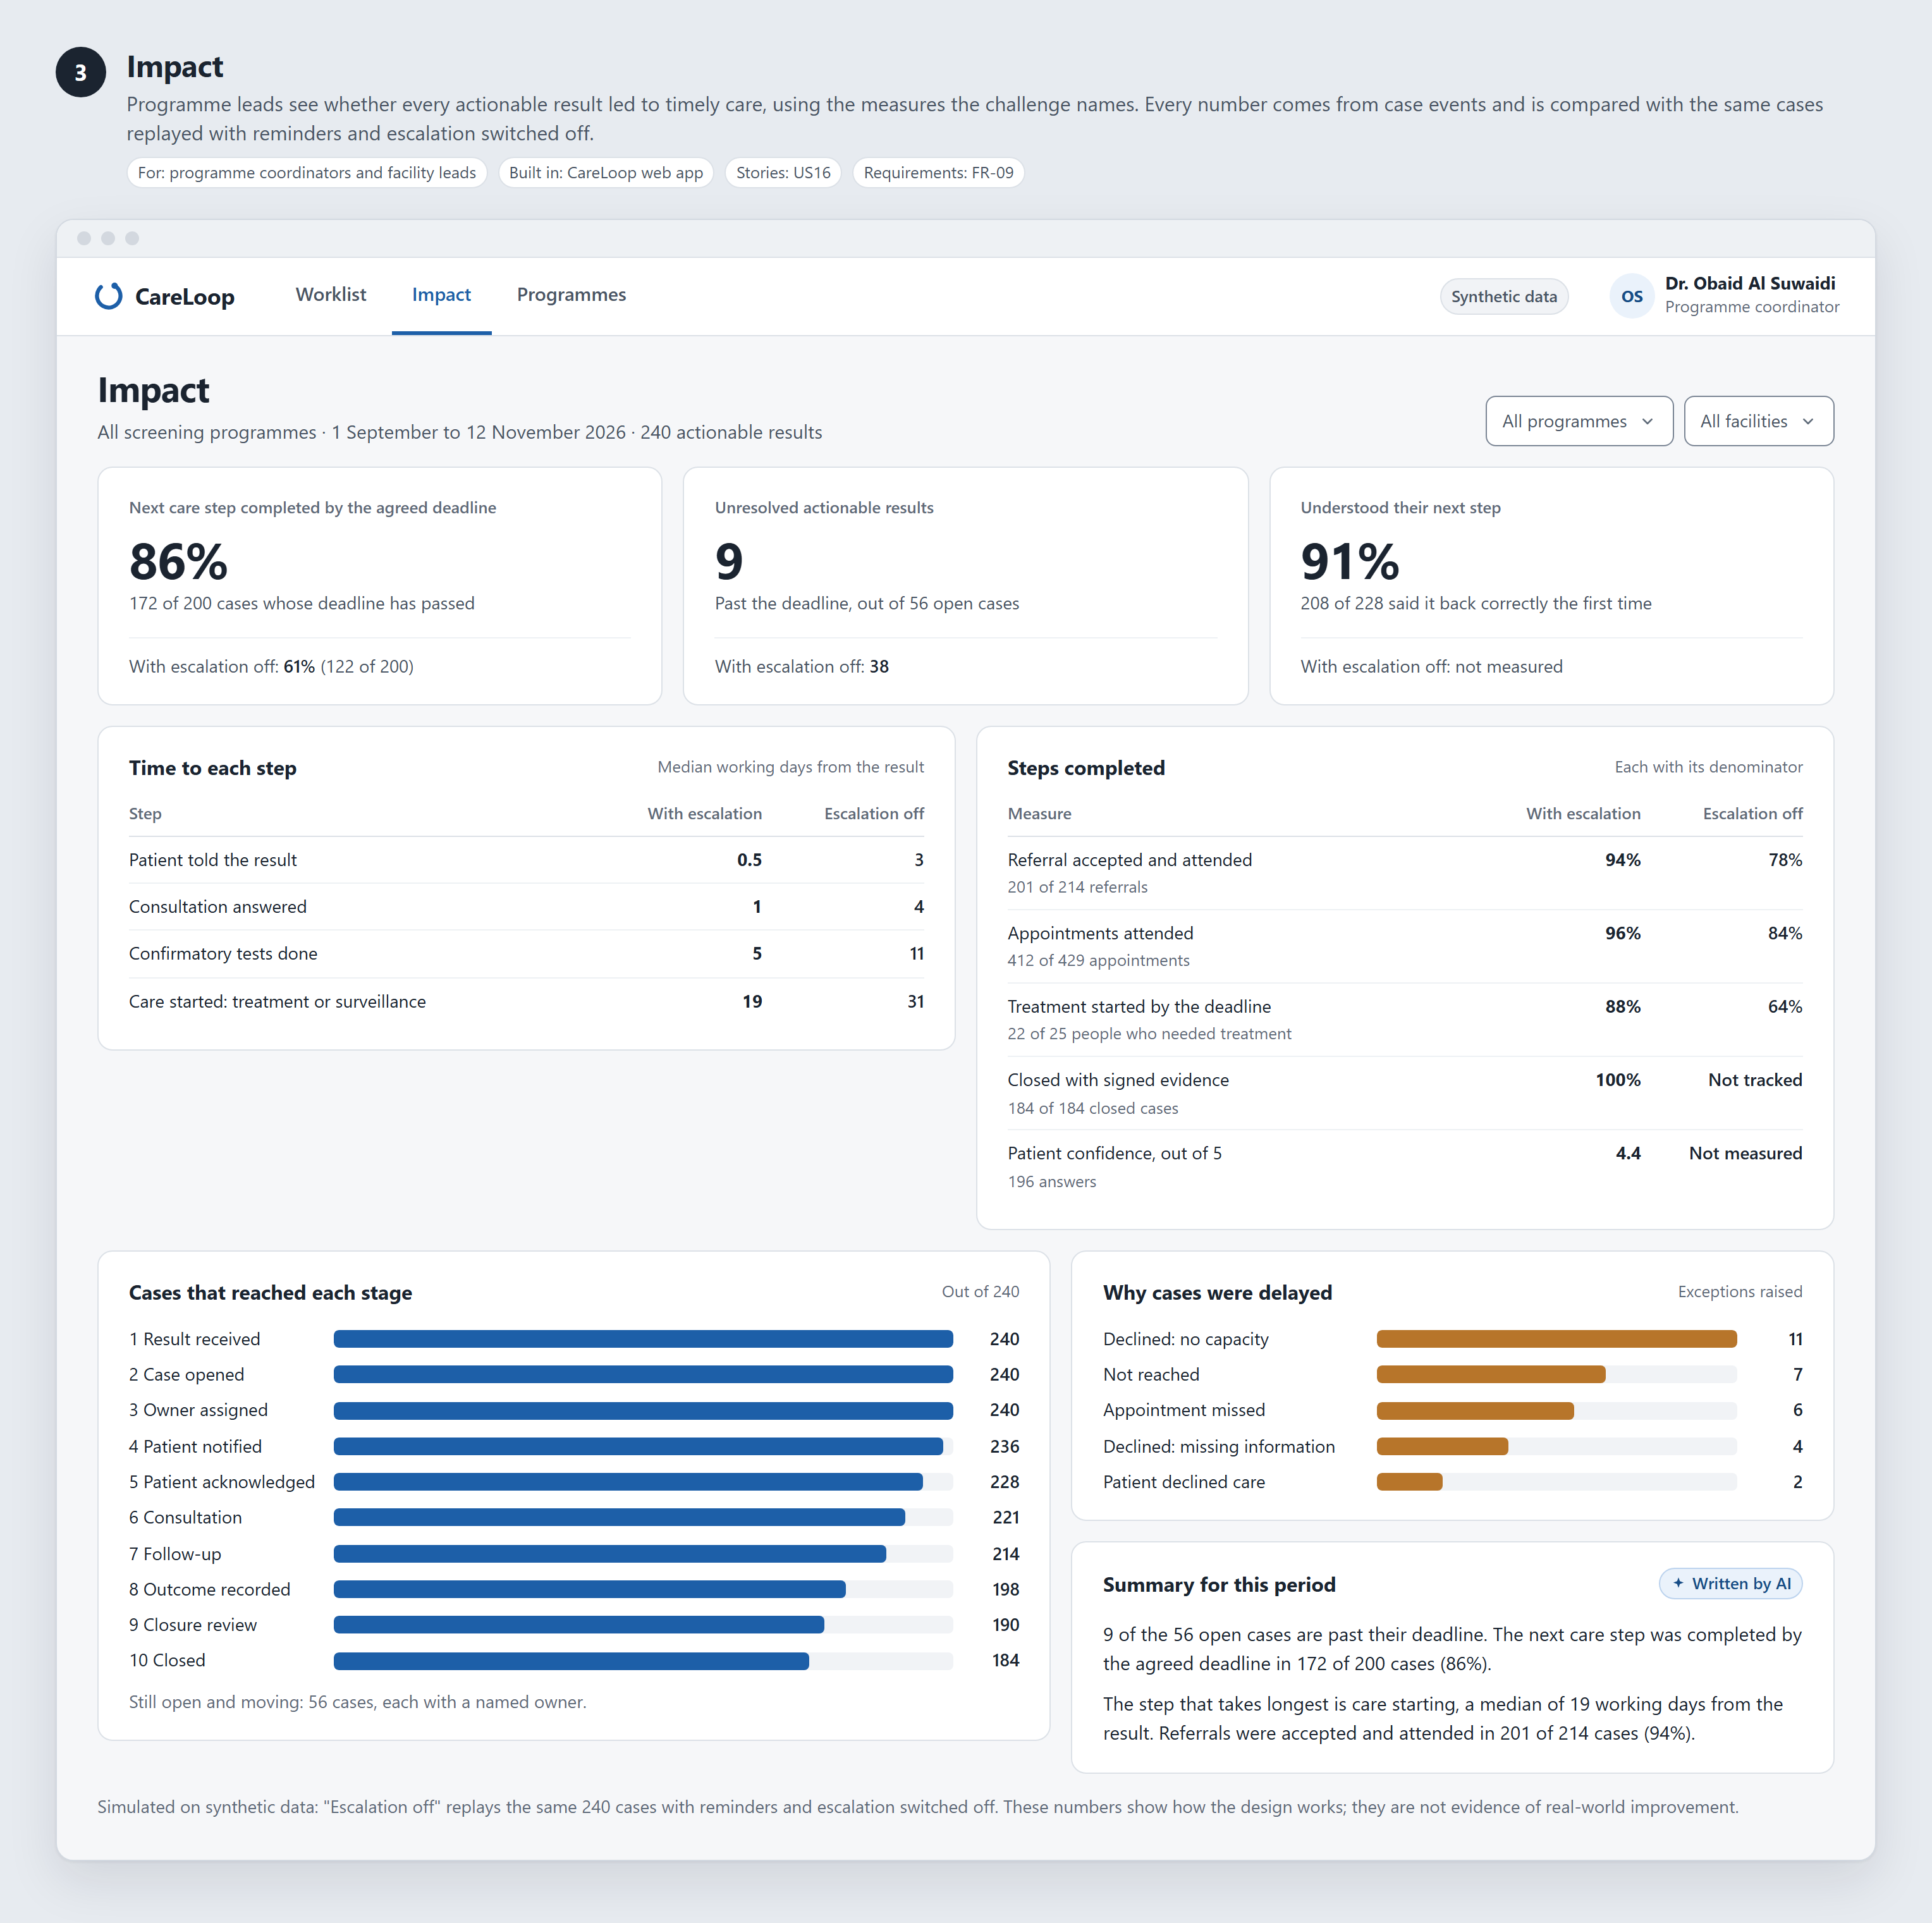 3
Impact
Programme leads see whether every actionable result led to timely care, using the measures the challenge names. Every number comes from case events and is compared with the same cases
replayed with reminders and escalation switched off.
For: programme coordinators and facility leads
Built in: CareLoop web app
Stories: US16
Requirements: FR-09
CareLoop
Worklist
Impact
Programmes
Synthetic data
OS
Dr. Obaid Al Suwaidi
Programme coordinator
Impact
All screening programmes · 1 September to 12 November 2026 · 240 actionable results
All programmes
All facilities
Next care step completed by the agreed deadline
86%
172 of 200 cases whose deadline has passed
With escalation off: 61% (122 of 200)
Unresolved actionable results
9
Past the deadline, out of 56 open cases
With escalation off: 38
Understood their next step
91%
208 of 228 said it back correctly the first time
With escalation off: not measured
Time to each step
Median working days from the result
Step With escalation Escalation off
Patient told the result 0.5 3
Consultation answered 1 4
Confirmatory tests done 5 11
Care started: treatment or surveillance 19 31
Steps completed
Each with its denominator
Measure With escalation Escalation off
Referral accepted and attended 94% 78%
201 of 214 referrals
Appointments attended 96% 84%
412 of 429 appointments
Treatment started by the deadline 88% 64%
22 of 25 people who needed treatment
Closed with signed evidence 100% Not tracked
184 of 184 closed cases
Patient confidence, out of 5 4.4 Not measured
196 answers
Cases that reached each stage
Out of 240
1 Result received 240
2 Case opened 240
3 Owner assigned 240
4 Patient notified 236
5 Patient acknowledged 228
6 Consultation 221
7 Follow-up 214
8 Outcome recorded 198
9 Closure review 190
10 Closed 184
Still open and moving: 56 cases, each with a named owner.
Why cases were delayed
Exceptions raised
Declined: no capacity 11
Not reached 7
Appointment missed 6
Declined: missing information 4
Patient declined care 2
Summary for this period
Written by AI
9 of the 56 open cases are past their deadline. The next care step was completed by
the agreed deadline in 172 of 200 cases (86%).
The step that takes longest is care starting, a median of 19 working days from the
result. Referrals were accepted and attended in 201 of 214 cases (94%).
Simulated on synthetic data: "Escalation off" replays the same 240 cases with reminders and escalation switched off. These numbers show how the design works; they are not evidence of real-world improvement.